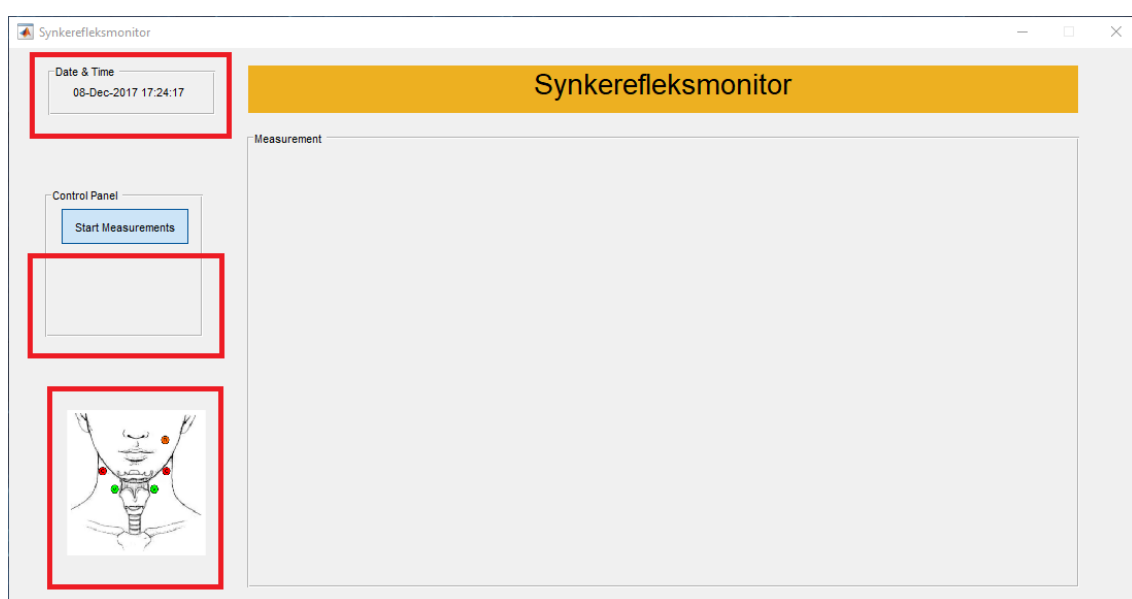 Synkerefleksmonitor
Date & Time
08-Dec-2017 17:24:17
Synkerefleksmonitor
Measurement
Control Panel
Start Measurements